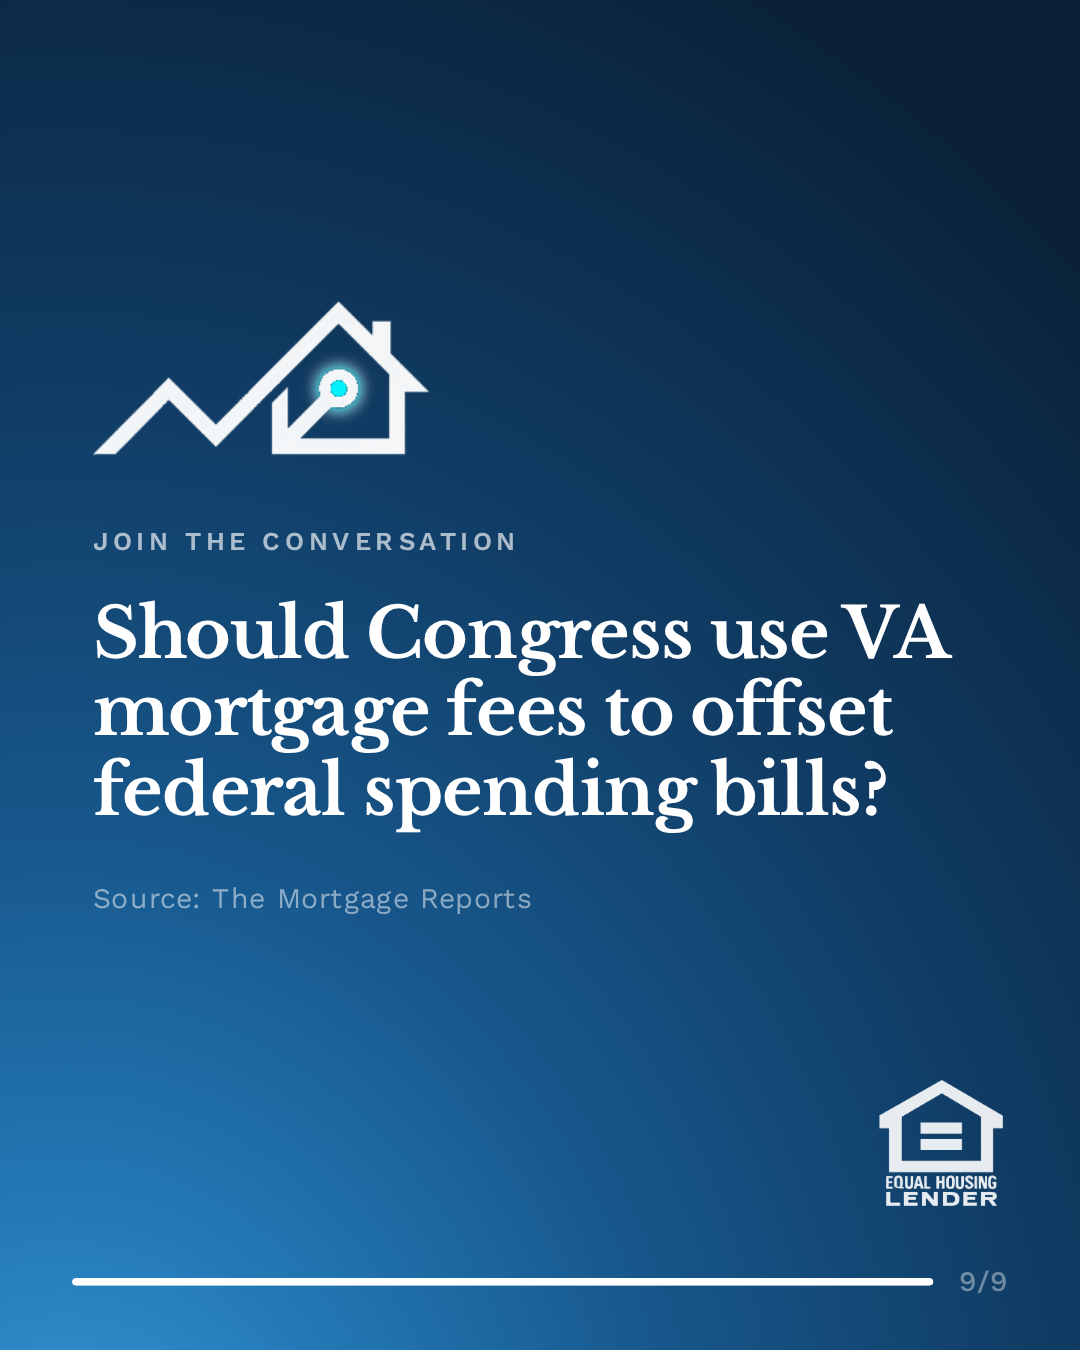 JOIN THE CONVERSATION
Should Congress use VA
mortgage fees to offset
federal spending bills?
Source: The Mortgage Reports
EQUAL HOUSING
LENDER
9/9